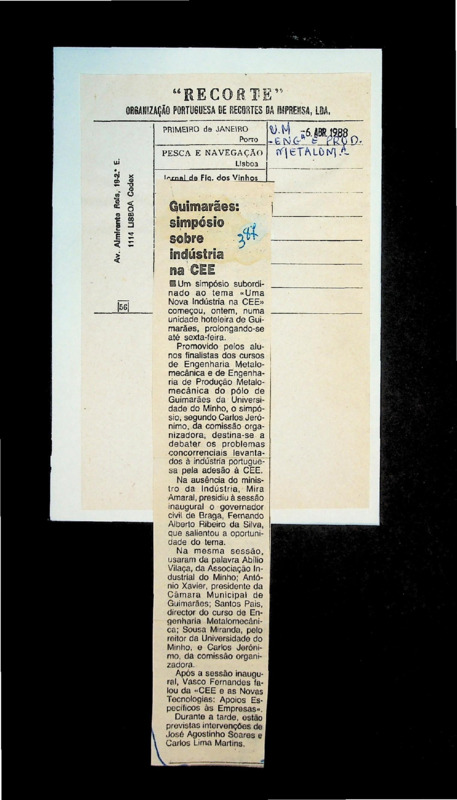 "RECORTE"
ORGANIZAÇÃO PORTUGUESA DE RECORTES DA IMPRENSA, LDA.
PRIMEIRO de JANEIRO
Porto
PESCA E NAVEGAÇÃO
Lisboa
Jornal de Fig. dos Vinhos
U.M
-6. ABR. 1988
-ENGª E PROD.
METALOMª
Av. Almirante Reis, 19-2.º E.
1114 LISBOA Codex
56
387
Guimarães:
simpósio
sobre
indústria
na CEE
Um simpósio subordi-
nado ao tema «Uma
Nova Indústria na CEE»
começou, ontem, numa
unidade hoteleira de Gui-
marães, prolongando-se
até sexta-feira.
Promovido pelos alu-
nos finalistas dos cursos
de Engenharia Metalo-
mecânica e de Engenha-
ria de Produção Metalo-
mecânica do pólo de
Guimarães da Universi-
dade do Minho, o simpó-
sio, segundo Carlos Jeró-
nimo, da comissão orga-
nizadora, destina-se a
debater os problemas
concorrenciais levanta-
dos à indústria portugue-
sa pela adesão à CEE.
Na ausência do minis-
tro da Indústria, Mira
Amaral, presidiu à sessão
inaugural o governador
civil de Braga, Fernando
Alberto Ribeiro da Silva,
que salientou a oportuni-
dade do tema.
Na mesma sessão,
usaram da palavra Abílio
Vilaça, da Associação In-
dustrial do Minho; Antó-
nio Xavier, presidente da
Câmara Municipal de
Guimarães; Santos Pais,
director do curso de En-
genharia Metalomecâni-
ca; Sousa Miranda, pelo
reitor da Universidade do
Minho, e Carlos Jeróni-
mo, da comissão organi-
zadora.
Após a sessão inaugu-
ral, Vasco Fernandes fa-
lou da «CEE e as Novas
Tecnologias: Apoios Es-
pecíficos às Empresas».
Durante a tarde, estão
previstas intervenções de
José Agostinho Soares e
Carlos Lima Martins.